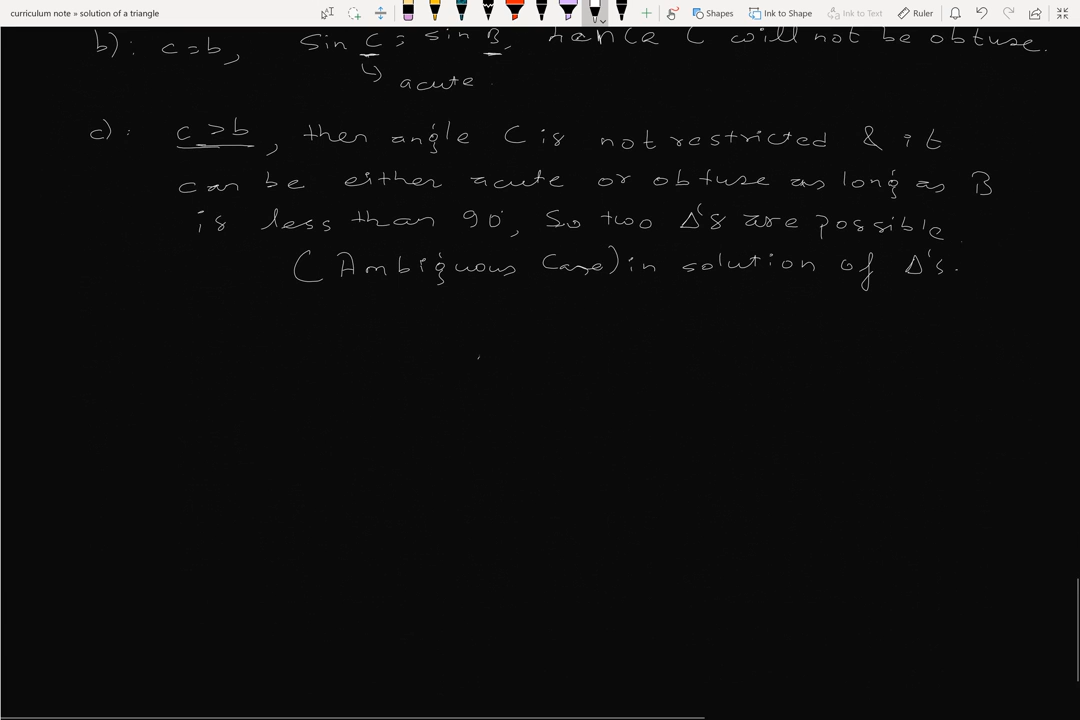 curriculum note » solution of a triangle
Shapes Ink to Shape Ink to Text Ruler
b): c=b, Sin C = sin B, hence C will not be obtuse.
↳ acute.
c): c>b, then angle C is not restricted & it
can be either acute or obtuse as long as B
is less than 90°, So two Δ's are possible.
(Ambiguous Case) in solution of Δ's.